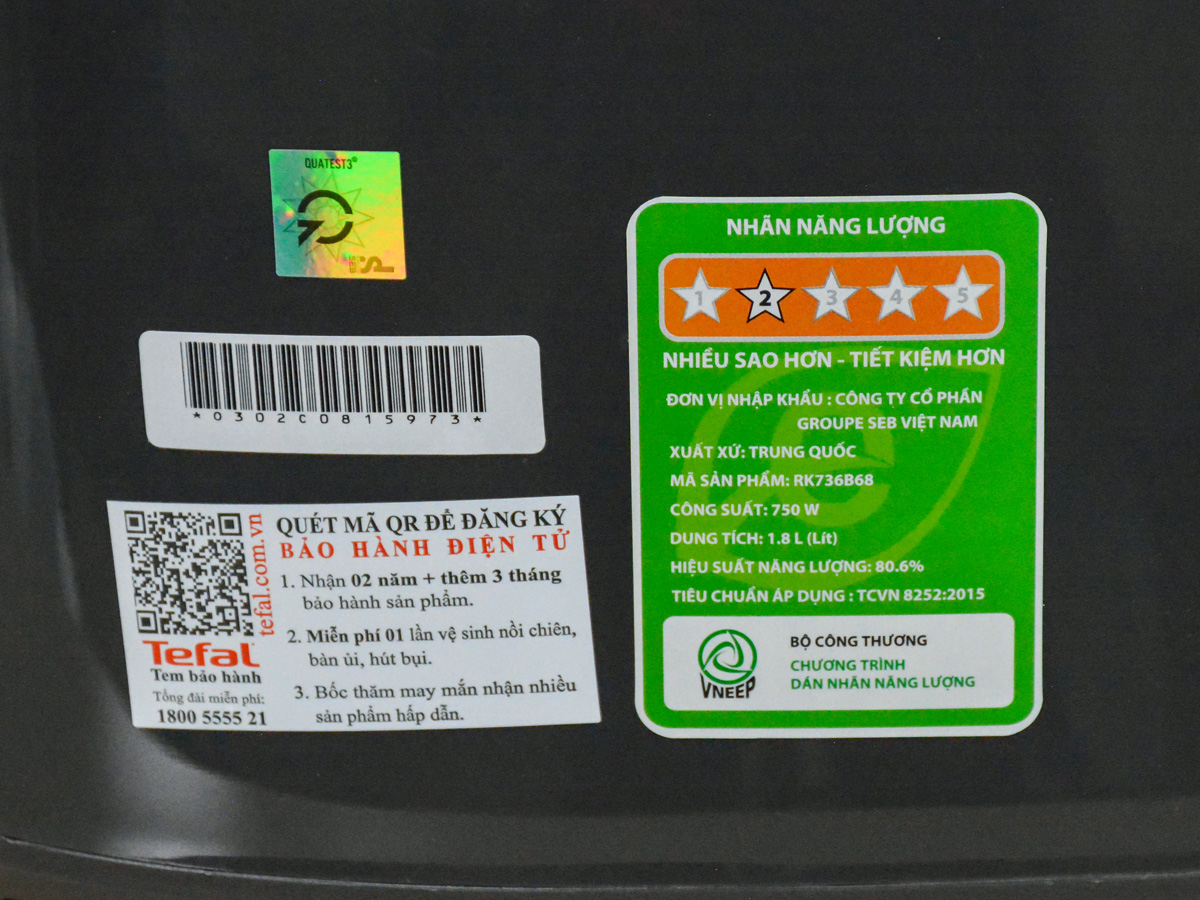 QUATEST3®
*0302C0815973*
QUÉT MÃ QR ĐỂ ĐĂNG KÝ
BẢO HÀNH ĐIỆN TỬ
1. Nhận 02 năm + thêm 3 tháng
bảo hành sản phẩm.
2. Miễn phí 01 lần vệ sinh nồi chiên,
bàn ủi, hút bụi.
3. Bốc thăm may mắn nhận nhiều
sản phẩm hấp dẫn.
tefal.com.vn
Tefal
Tem bảo hành
Tổng đài miễn phí:
1800 5555 21
NHÃN NĂNG LƯỢNG
1 2 3 4 5
NHIỀU SAO HƠN - TIẾT KIỆM HƠN
ĐƠN VỊ NHẬP KHẨU : CÔNG TY CỔ PHẦN
GROUPE SEB VIỆT NAM
XUẤT XỨ: TRUNG QUỐC
MÃ SẢN PHẨM: RK736B68
CÔNG SUẤT: 750 W
DUNG TÍCH: 1.8 L (Lít)
HIỆU SUẤT NĂNG LƯỢNG: 80.6%
TIÊU CHUẨN ÁP DỤNG : TCVN 8252:2015
VNEEP
BỘ CÔNG THƯƠNG
CHƯƠNG TRÌNH
DÁN NHÃN NĂNG LƯỢNG